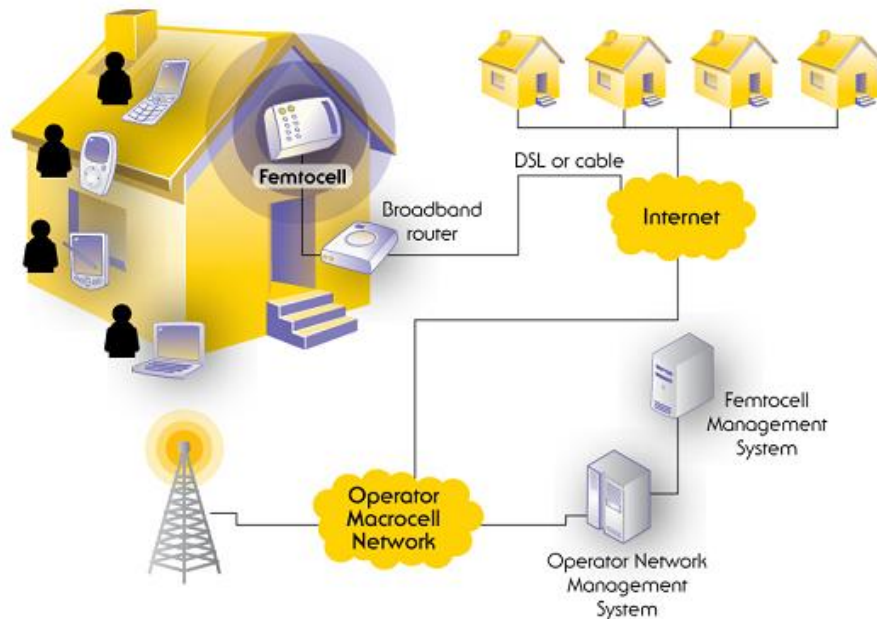 Femtocell
Broadband
router
DSL or cable
Internet
Femtocell
Management
System
Operator
Macrocell
Network
Operator Network
Management
System